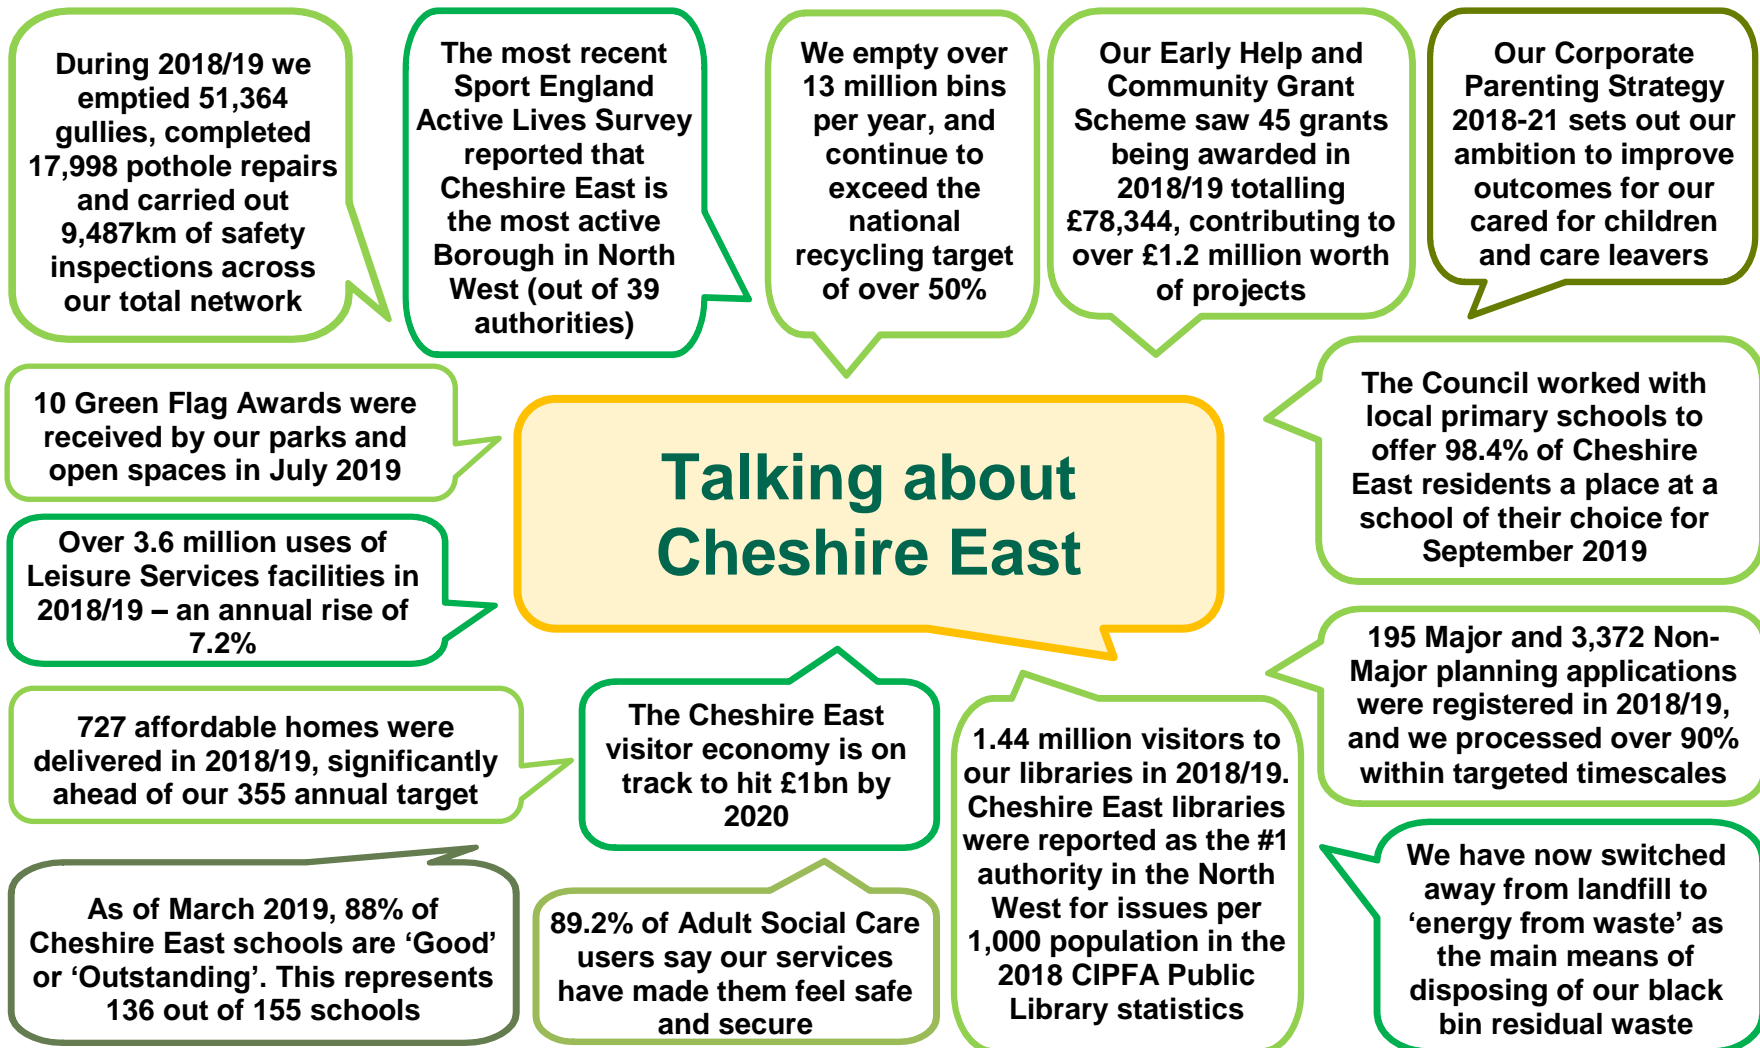 During 2018/19 we
emptied 51,364
gullies, completed
17,998 pothole repairs
and carried out
9,487km of safety
inspections across
our total network
The most recent
Sport England
Active Lives Survey
reported that
Cheshire East is
the most active
Borough in North
West (out of 39
authorities)
We empty over
13 million bins
per year, and
continue to
exceed the
national
recycling target
of over 50%
Our Early Help and
Community Grant
Scheme saw 45 grants
being awarded in
2018/19 totalling
£78,344, contributing to
over £1.2 million worth
of projects
Our Corporate
Parenting Strategy
2018-21 sets out our
ambition to improve
outcomes for our
cared for children
and care leavers
10 Green Flag Awards were
received by our parks and
open spaces in July 2019
Talking about
Cheshire East
The Council worked with
local primary schools to
offer 98.4% of Cheshire
East residents a place at a
school of their choice for
September 2019
Over 3.6 million uses of
Leisure Services facilities in
2018/19 – an annual rise of
7.2%
195 Major and 3,372 Non-
Major planning applications
were registered in 2018/19,
and we processed over 90%
within targeted timescales
727 affordable homes were
delivered in 2018/19, significantly
ahead of our 355 annual target
The Cheshire East
visitor economy is on
track to hit £1bn by
2020
1.44 million visitors to
our libraries in 2018/19.
Cheshire East libraries
were reported as the #1
authority in the North
West for issues per
1,000 population in the
2018 CIPFA Public
Library statistics
We have now switched
away from landfill to
‘energy from waste’ as
the main means of
disposing of our black
bin residual waste
As of March 2019, 88% of
Cheshire East schools are ‘Good’
or ‘Outstanding’. This represents
136 out of 155 schools
89.2% of Adult Social Care
users say our services
have made them feel safe
and secure